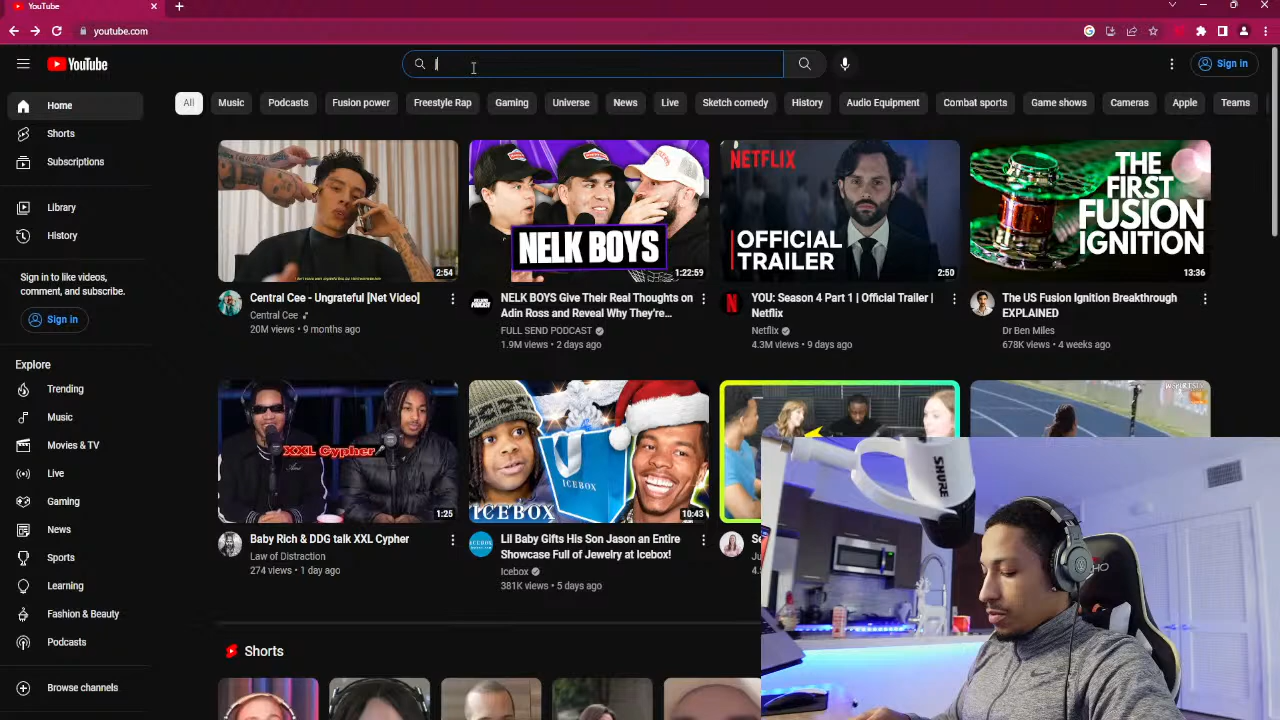 YouTube
youtube.com
YouTube
Sign in
All
Music
Podcasts
Fusion power
Freestyle Rap
Gaming
Universe
News
Live
Sketch comedy
History
Audio Equipment
Combat sports
Game shows
Cameras
Apple
Teams
Home
Shorts
Subscriptions
Library
History
Sign in to like videos,
comment, and subscribe.
Sign in
Explore
Trending
Music
Movies & TV
Live
Gaming
News
Sports
Learning
Fashion & Beauty
Podcasts
Browse channels
2:54
Central Cee - Ungrateful [Net Video]
Central Cee
20M views • 9 months ago
NELK BOYS
1:22:59
NELK BOYS Give Their Real Thoughts on
Adin Ross and Reveal Why They're...
FULL SEND PODCAST
1.9M views • 2 days ago
NETFLIX
OFFICIAL
TRAILER
2:50
YOU: Season 4 Part 1 | Official Trailer |
Netflix
Netflix
4.3M views • 9 days ago
THE
FIRST
FUSION
IGNITION
13:36
The US Fusion Ignition Breakthrough
EXPLAINED
Dr Ben Miles
678K views • 4 weeks ago
XXL Cypher
1:25
Baby Rich & DDG talk XXL Cypher
Law of Distraction
274 views • 1 day ago
ICEBOX
ICEBOX
10:43
Lil Baby Gifts His Son Jason an Entire
Showcase Full of Jewelry at Icebox!
Icebox
381K views • 5 days ago
Shorts
SHURE